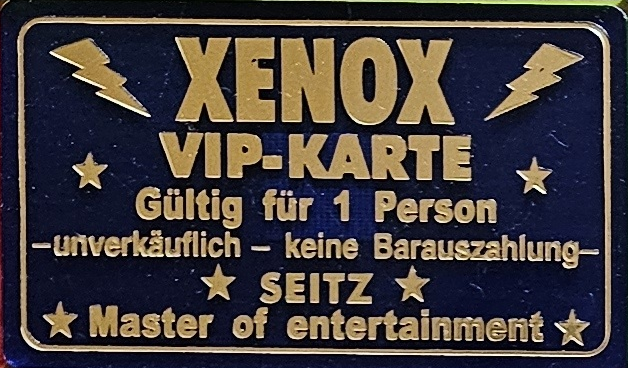 XENOX
VIP-KARTE
Gültig für 1 Person
–unverkäuflich – keine Barauszahlung–
SEITZ
Master of entertainment